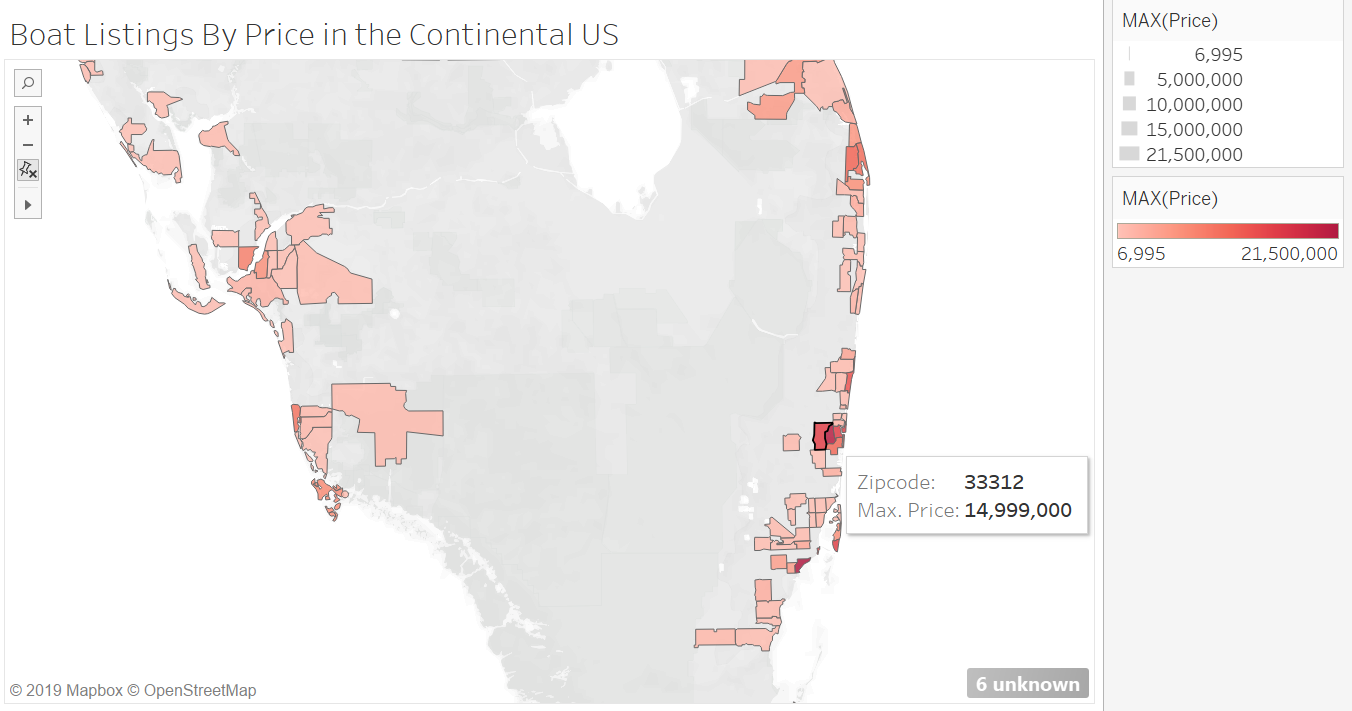 Boat Listings By Price in the Continental US
MAX(Price)
6,995
5,000,000
10,000,000
15,000,000
21,500,000
MAX(Price)
6,995 21,500,000
Zipcode: 33312
Max. Price: 14,999,000
© 2019 Mapbox © OpenStreetMap
6 unknown